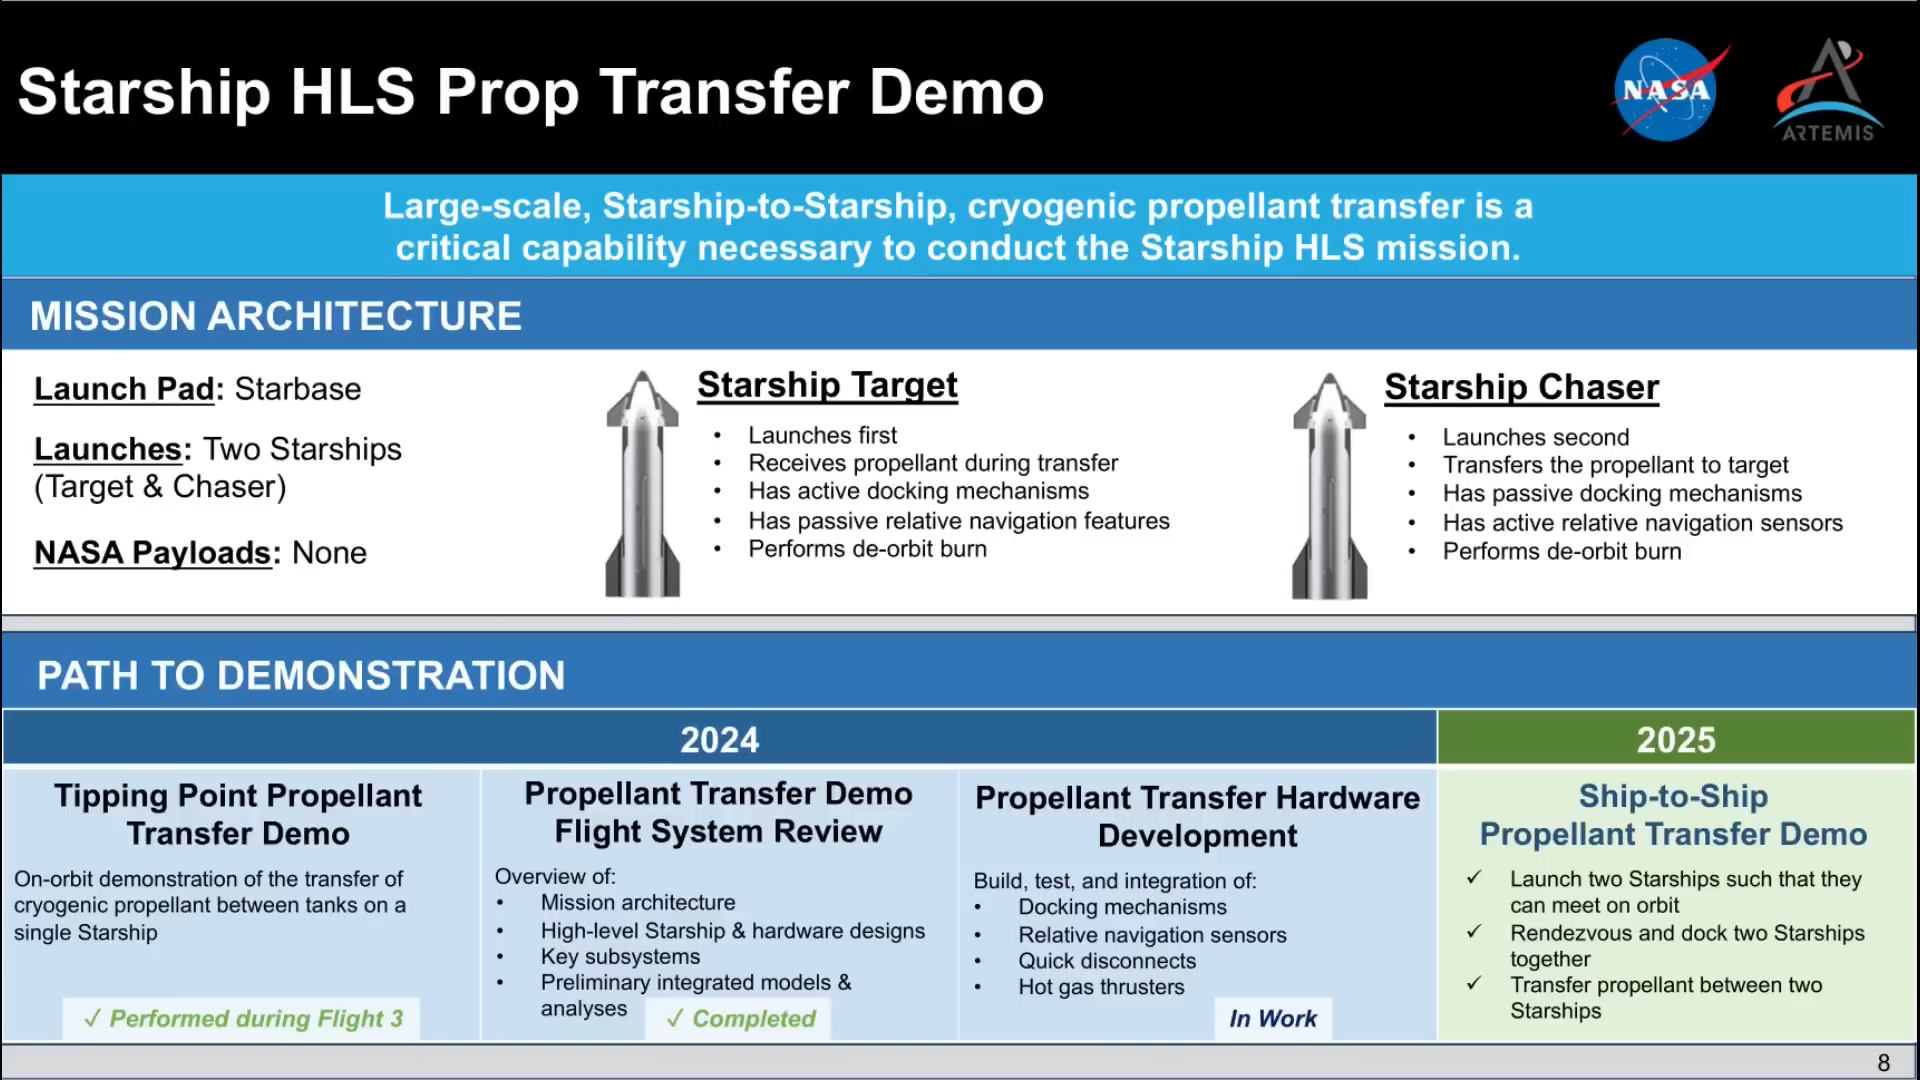 Starship HLS Prop Transfer Demo
NASA
ARTEMIS
Large-scale, Starship-to-Starship, cryogenic propellant transfer is a
critical capability necessary to conduct the Starship HLS mission.
MISSION ARCHITECTURE
Launch Pad: Starbase
Launches: Two Starships
(Target & Chaser)
NASA Payloads: None
Starship Target
• Launches first
• Receives propellant during transfer
• Has active docking mechanisms
• Has passive relative navigation features
• Performs de-orbit burn
Starship Chaser
• Launches second
• Transfers the propellant to target
• Has passive docking mechanisms
• Has active relative navigation sensors
• Performs de-orbit burn
PATH TO DEMONSTRATION
2024
2025
Tipping Point Propellant
Transfer Demo
On-orbit demonstration of the transfer of
cryogenic propellant between tanks on a
single Starship
✓ Performed during Flight 3
Propellant Transfer Demo
Flight System Review
Overview of:
• Mission architecture
• High-level Starship & hardware designs
• Key subsystems
• Preliminary integrated models &
analyses
✓ Completed
Propellant Transfer Hardware
Development
Build, test, and integration of:
• Docking mechanisms
• Relative navigation sensors
• Quick disconnects
• Hot gas thrusters
In Work
Ship-to-Ship
Propellant Transfer Demo
✓ Launch two Starships such that they
can meet on orbit
✓ Rendezvous and dock two Starships
together
✓ Transfer propellant between two
Starships
8